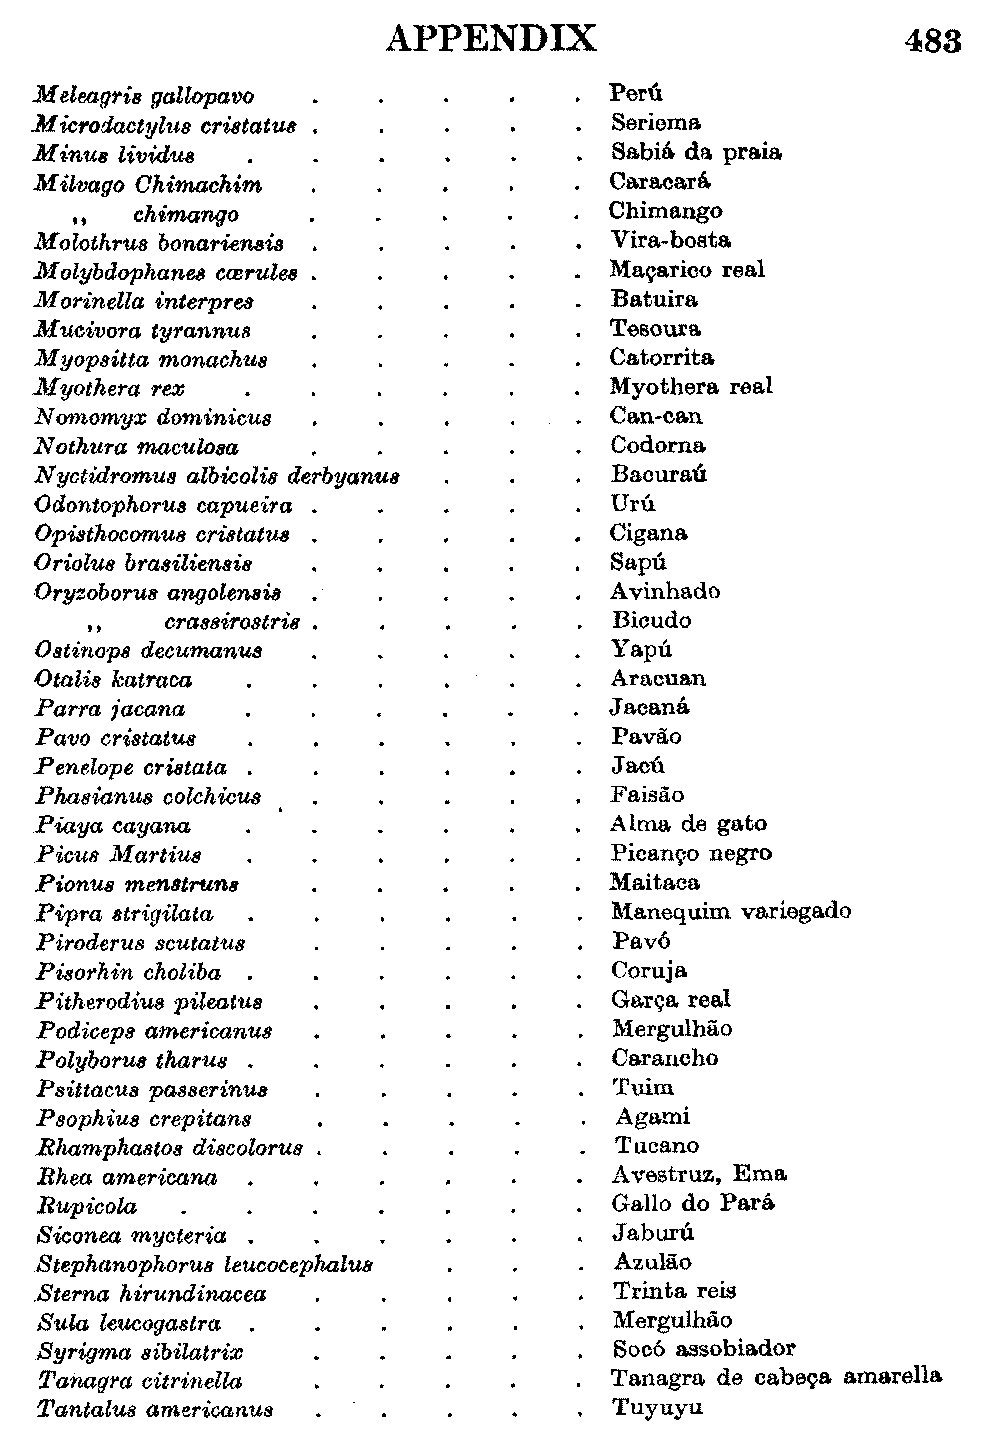 APPENDIX 483
Meleagris gallopavo . . . . . Perú
Microdactylus cristatus . . . . . Seriema
Minus lividus . . . . . . Sabiá da praia
Milvago Chimachim . . . . . Caracará
,, chimango . . . . . Chimango
Molothrus bonariensis . . . . . Vira-bosta
Molybdophanes cœrules . . . . . Maçarico real
Morinella interpres . . . . . Batuira
Mucivora tyrannus . . . . . Tesoura
Myopsitta monachus . . . . . Catorrita
Myothera rex . . . . . . Myothera real
Nomomyx dominicus . . . . . Can-can
Nothura maculosa . . . . . Codorna
Nyctidromus albicolis derbyanus . . . Bacuraú
Odontophorus capueira . . . . . Urú
Opisthocomus cristatus . . . . . Cigana
Oriolus brasiliensis . . . . . Sapú
Oryzoborus angolensis . . . . . Avinhado
,, crassirostris . . . . . Bicudo
Ostinops decumanus . . . . . Yapú
Otalis katraca . . . . . . Aracuan
Parra jacana . . . . . . Jacaná
Pavo cristatus . . . . . . Pavão
Penelope cristata . . . . . . Jacú
Phasianus colchicus . . . . . Faisão
Piaya cayana . . . . . . Alma de gato
Picus Martius . . . . . . Picanço negro
Pionus menstruns . . . . . Maitaca
Pipra strigilata . . . . . . Manequim variegado
Piroderus scutatus . . . . . Pavó
Pisorhin choliba . . . . . . Coruja
Pitherodius pileatus . . . . . Garça real
Podiceps americanus . . . . . Mergulhão
Polyborus tharus . . . . . . Carancho
Psittacus passerinus . . . . . Tuim
Psophius crepitans . . . . . Agami
Rhamphastos discolorus . . . . . Tucano
Rhea americana . . . . . . Avestruz, Ema
Rupicola . . . . . . . Gallo do Pará
Siconea mycteria . . . . . . Jaburú
Stephanophorus leucocephalus . . . Azulão
Sterna hirundinacea . . . . . Trinta reis
Sula leucogastra . . . . . . Mergulhão
Syrigma sibilatrix . . . . . Socó assobiador
Tanagra citrinella . . . . . Tanagra de cabeça amarella
Tantalus americanus . . . . . Tuyuyu